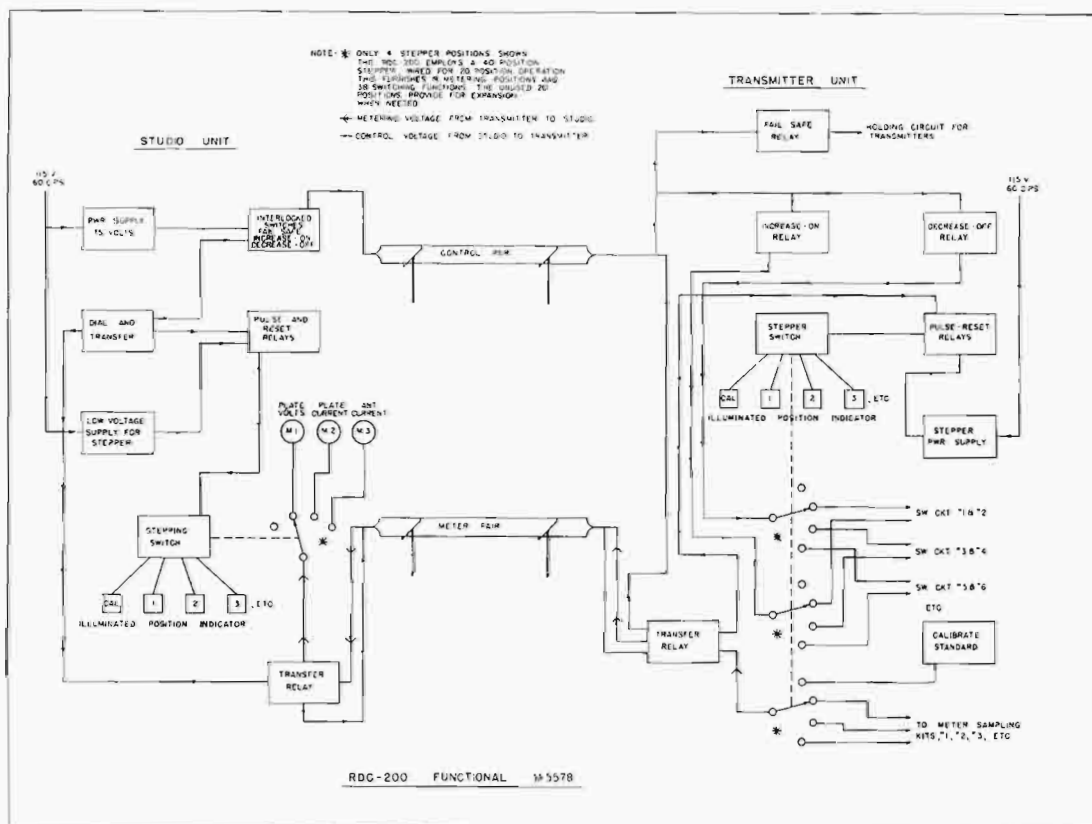 NOTE- * ONLY 4 STEPPER POSITIONS SHOWN
THE RDC-200 EMPLOYS A 40 POSITION
STEPPER, WIRED FOR 20 POSITION OPERATION
THIS FURNISHES METERING POSITIONS AND
38 SWITCHING FUNCTIONS. THE UNUSED 20
POSITIONS PROVIDE FOR EXPANSION
WHEN NEEDED
METERING VOLTAGE FROM TRANSMITTER TO STUDIO.
CONTROL VOLTAGE FROM STUDIO TO TRANSMITTER
STUDIO UNIT
TRANSMITTER UNIT
115 V
60 CPS
PWR SUPPLY
75 VOLTS
INTERLOCKED
SWITCHES
FAIL SAFE
INCREASE-ON
DECREASE-OFF
CONTROL PAIR
FAIL SAFE
RELAY
HOLDING CIRCUIT FOR
TRANSMITTERS
115 V
60 CPS
INCREASE-ON
RELAY
DECREASE-OFF
RELAY
DIAL AND
TRANSFER
PULSE AND
RESET
RELAYS
STEPPER
SWITCH
PULSE-RESET
RELAYS
CAL 1 2 3 , ETC
ILLUMINATED POSITION INDICATOR
STEPPER
PWR SUPPLY
LOW VOLTAGE
SUPPLY FOR
STEPPER
PLATE
VOLTS
PLATE
CURRENT
ANT
CURRENT
M.1 M.2 M.3
STEPPING
SWITCH
*
METER PAIR
CAL 1 2 3 , ETC
ILLUMINATED POSITION INDICATOR
TRANSFER
RELAY
TRANSFER
RELAY
*
SW CKT #1 & #2
SW CKT #3 & #4
SW CKT #5 & #6
ETC
*
CALIBRATE
STANDARD
*
TO METER SAMPLING
KITS, #1, #2, #3, ETC
RDC-200 FUNCTIONAL M5578